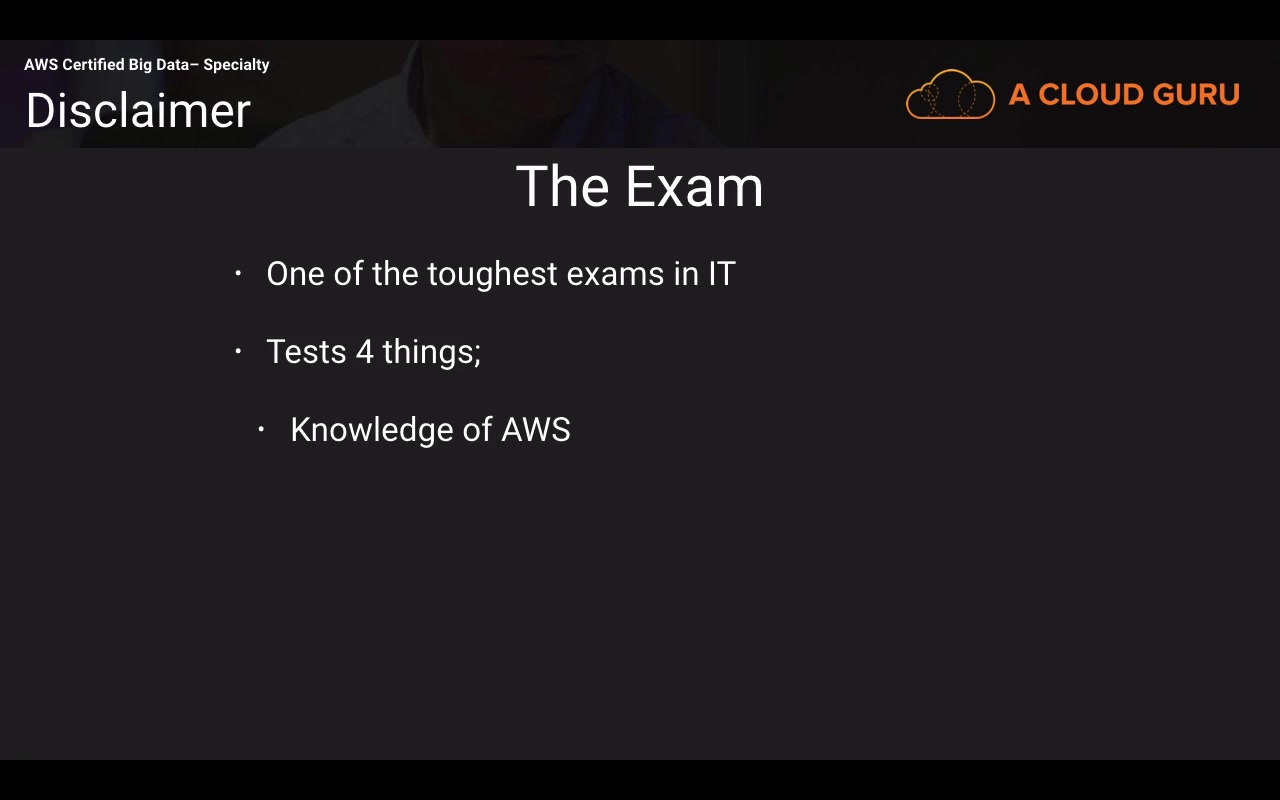 AWS Certified Big Data– Specialty
Disclaimer
A CLOUD GURU
The Exam
• One of the toughest exams in IT
• Tests 4 things;
• Knowledge of AWS